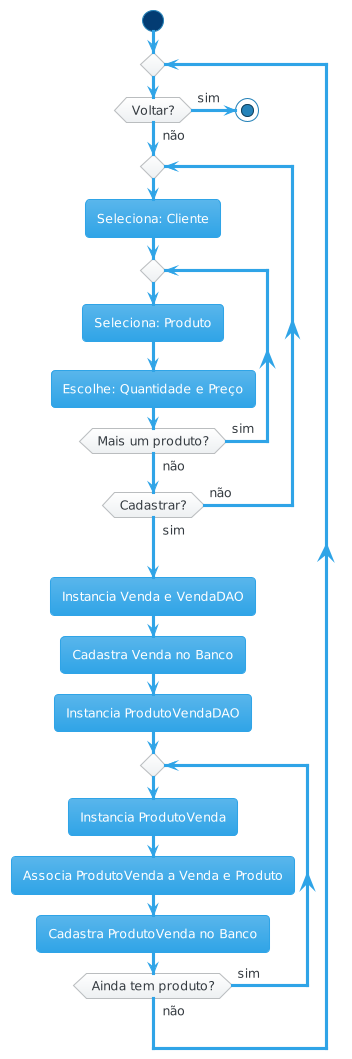 Voltar?
sim
não
Seleciona: Cliente
Seleciona: Produto
Escolhe: Quantidade e Preço
Mais um produto?
sim
não
Cadastrar?
não
sim
Instancia Venda e VendaDAO
Cadastra Venda no Banco
Instancia ProdutoVendaDAO
Instancia ProdutoVenda
Associa ProdutoVenda a Venda e Produto
Cadastra ProdutoVenda no Banco
Ainda tem produto?
sim
não